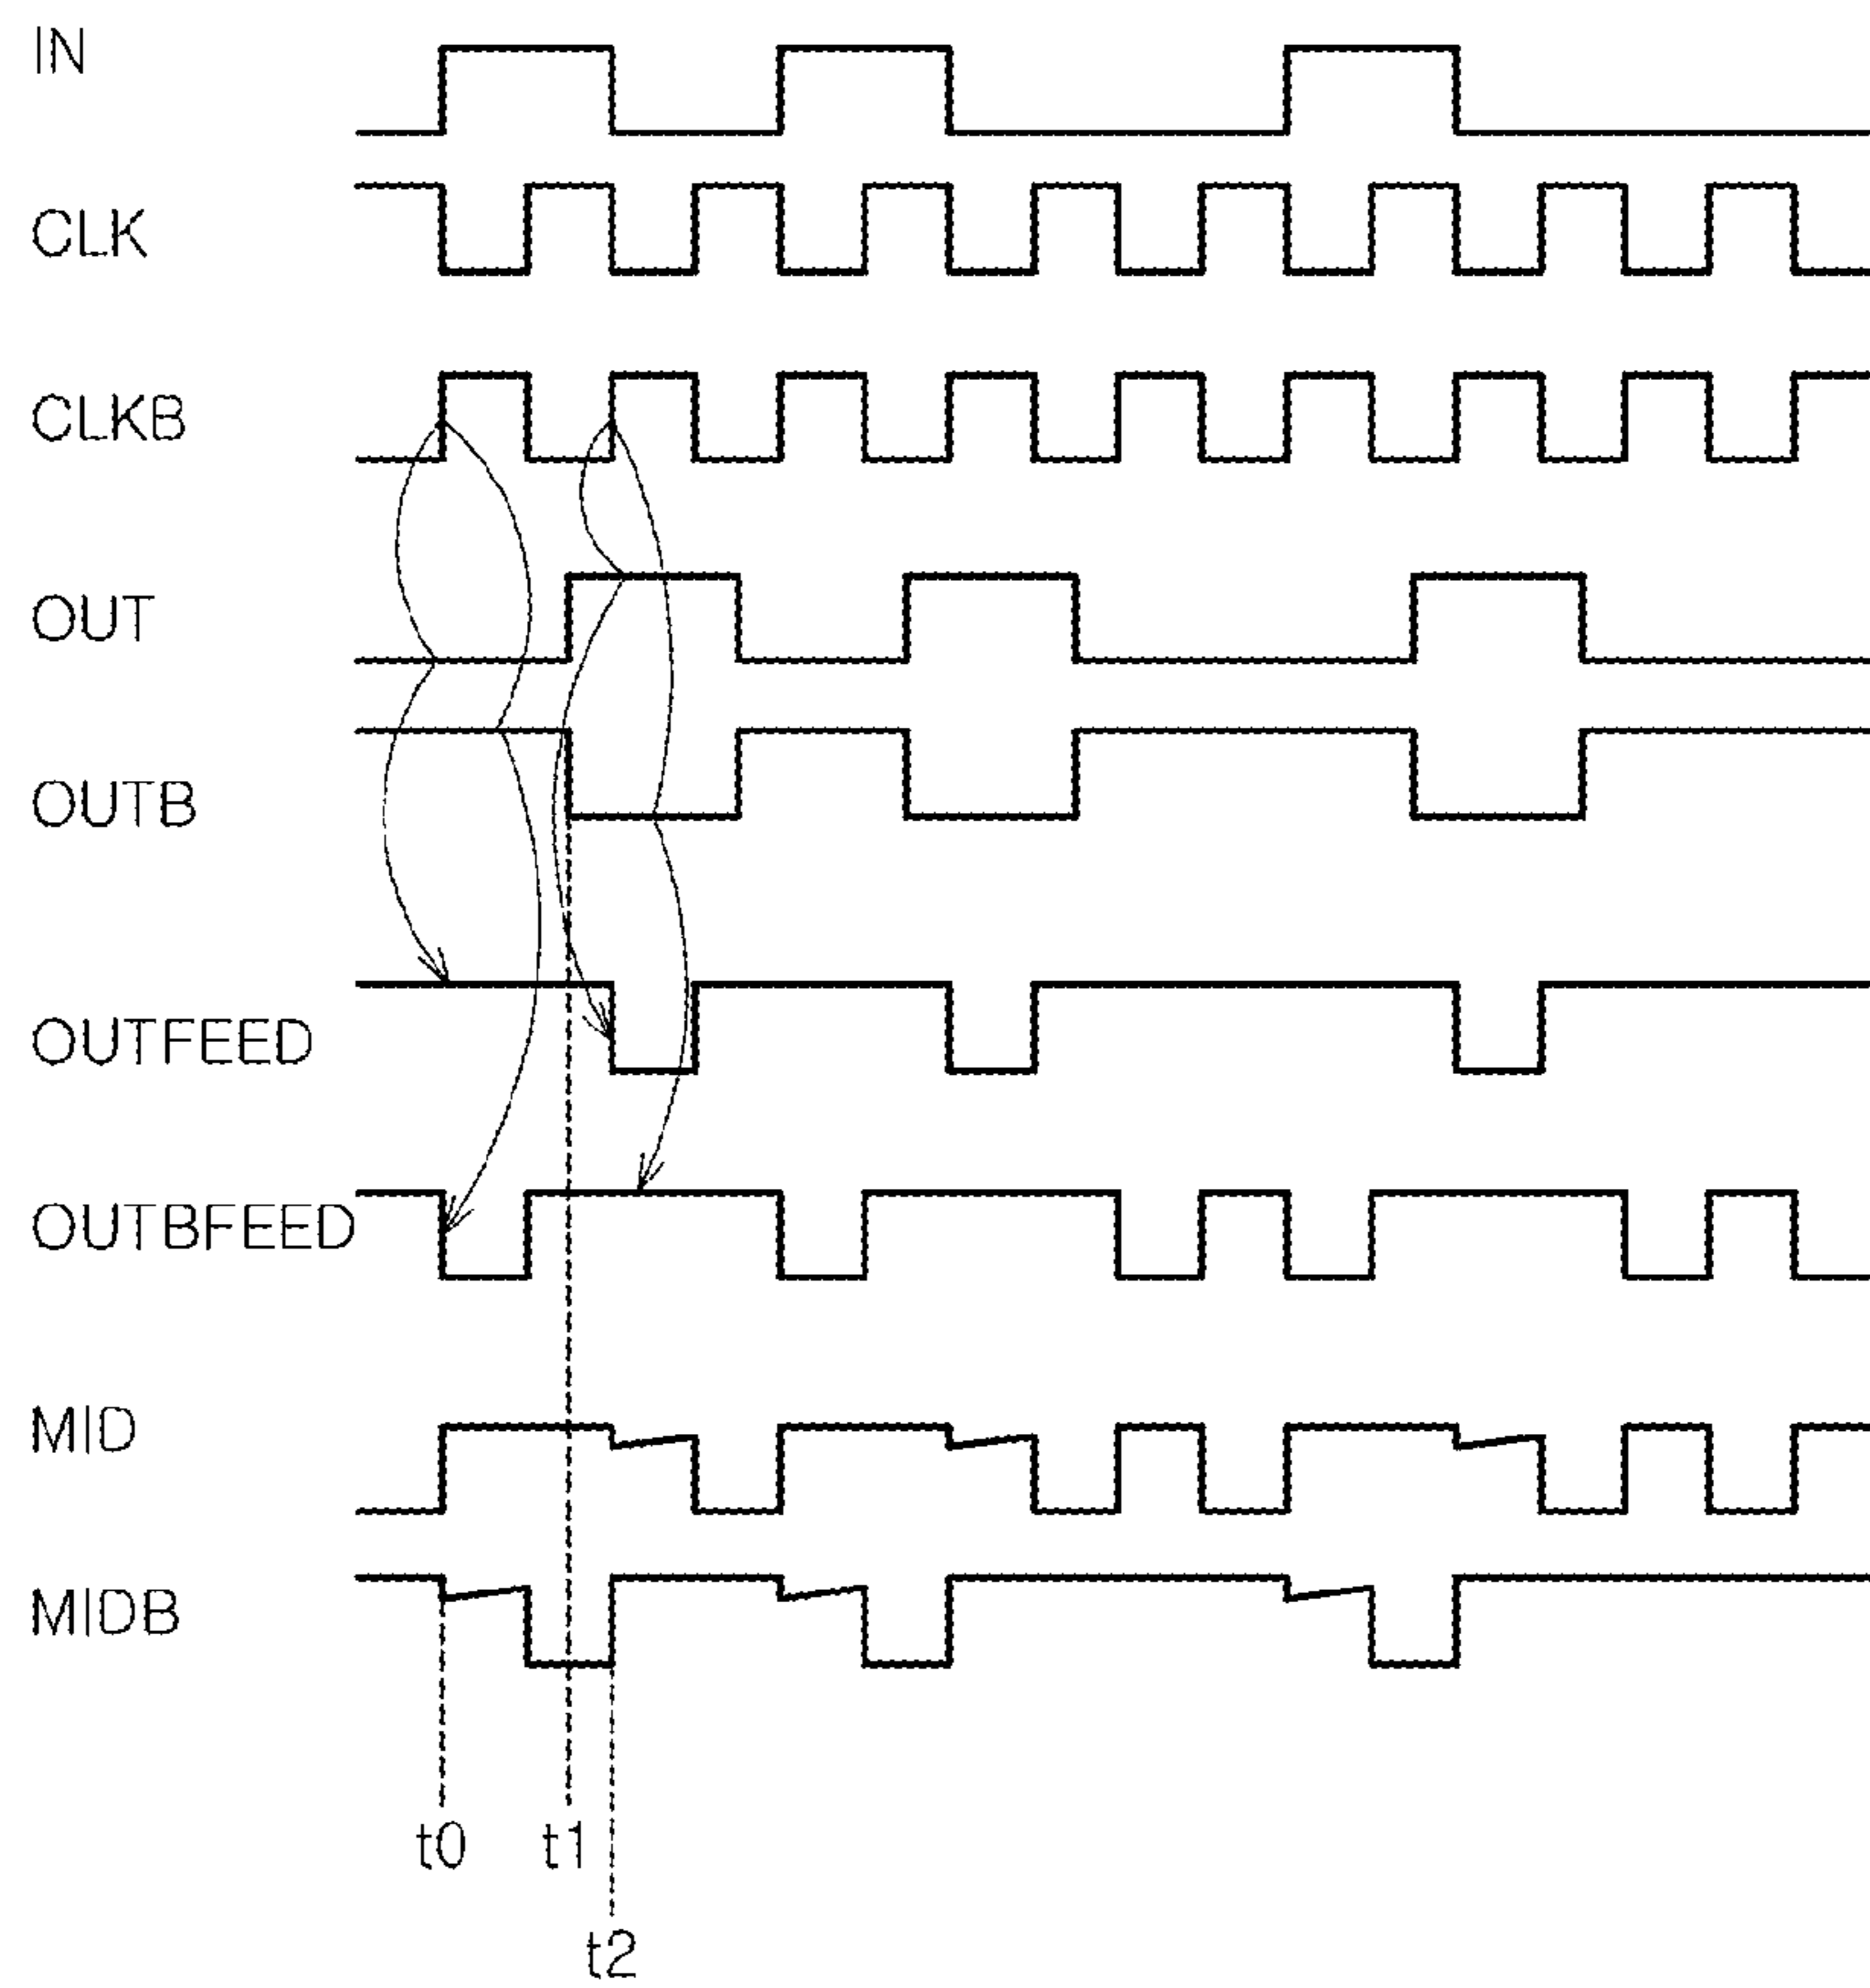 IN
CLK
CLKB
OUT
OUTB
OUTFEED
OUTBFEED
MID
MIDB
t0
t1
t2